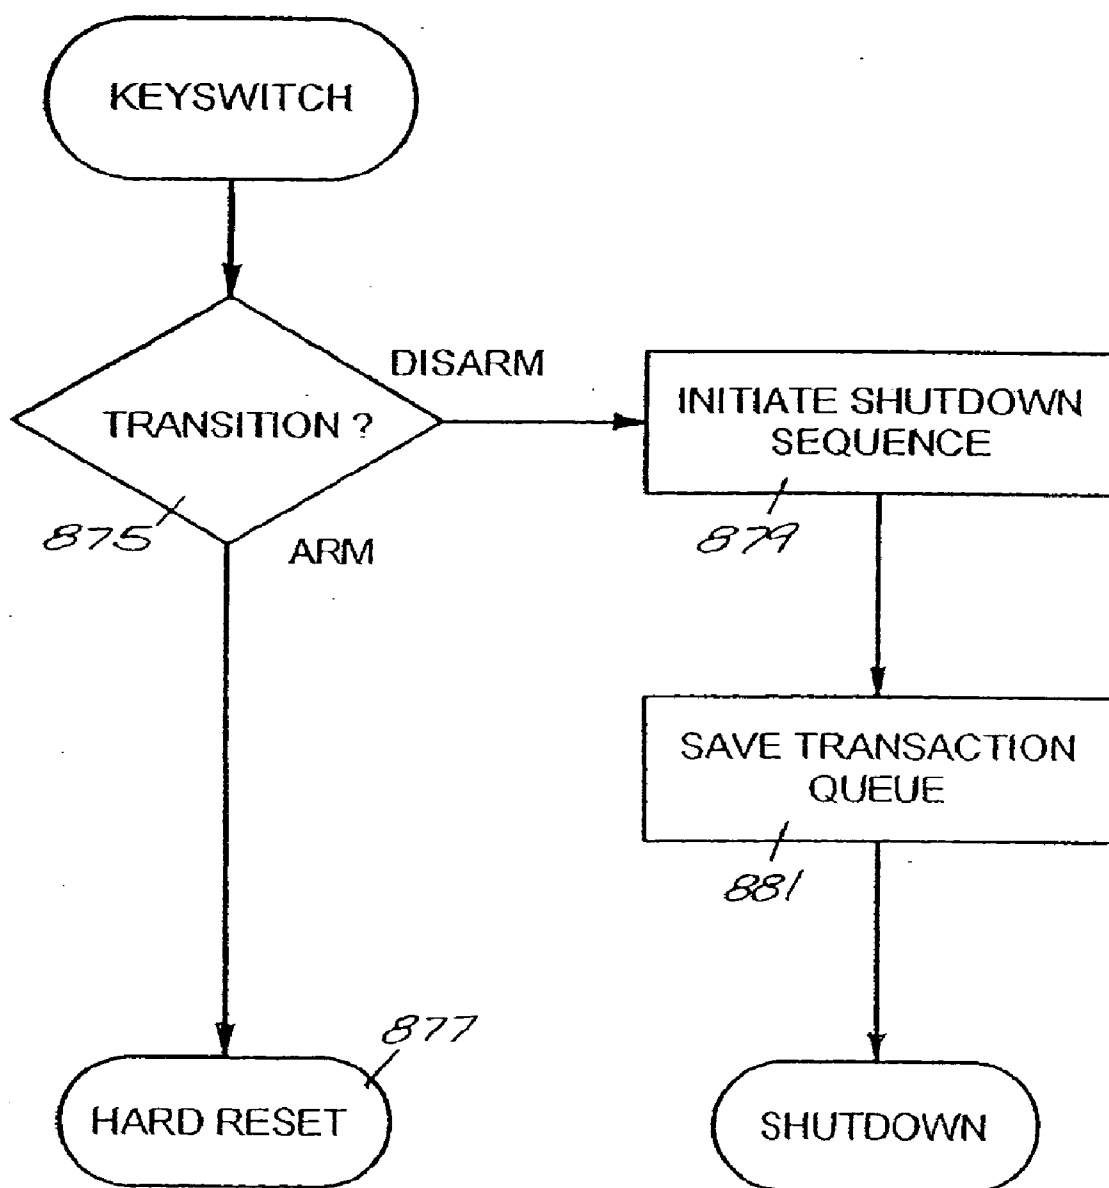 KEYSWITCH
DISARM
TRANSITION ?
875
ARM
INITIATE SHUTDOWN
SEQUENCE
879
SAVE TRANSACTION
QUEUE
881
877
HARD RESET
SHUTDOWN